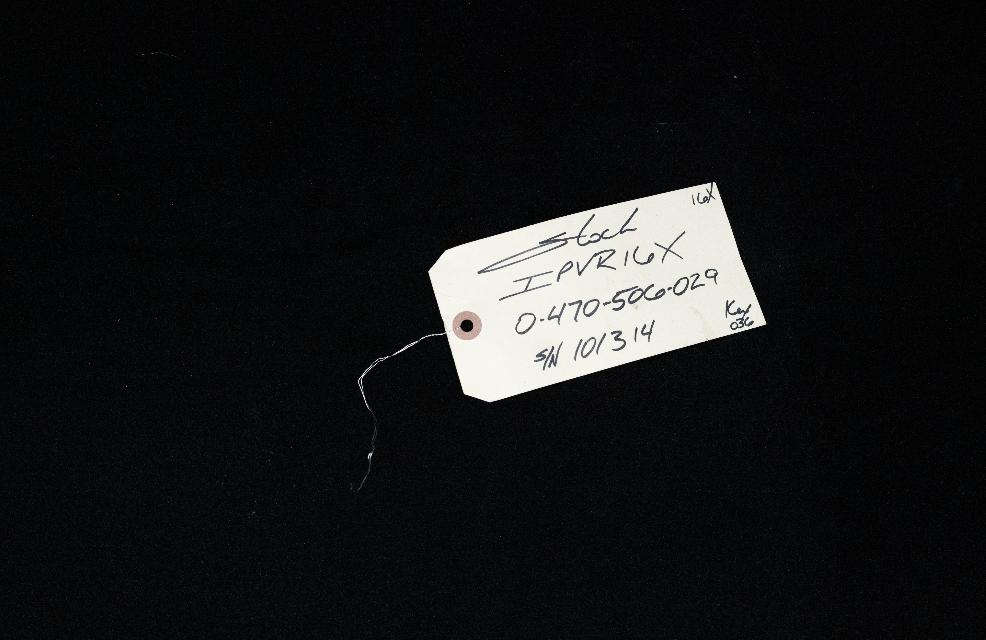 16X
Stock
IPVR16X
0-470-506-029
S/N 101314
Key
036